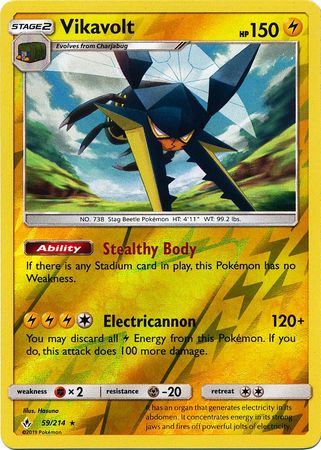 STAGE2 Vikavolt HP 150
Evolves from Charjabug
NO. 738 Stag Beetle Pokémon HT: 4'11" WT: 99.2 lbs.
Ability Stealthy Body
If there is any Stadium card in play, this Pokémon has no
Weakness.
Electricannon 120+
You may discard all Energy from this Pokémon. If you
do, this attack does 100 more damage.
weakness ×2 resistance -20 retreat
Illus. Hasuno
59/214 ★
©2019 Pokémon
It has an organ that generates electricity in its
abdomen. It concentrates energy in its strong
jaws and fires off powerful jolts of electricity.